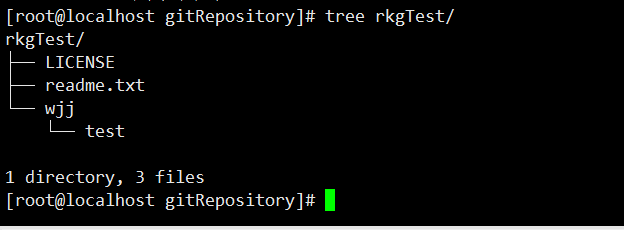 [root@localhost gitRepository]# tree rkgTest/
rkgTest/
├── LICENSE
├── readme.txt
└── wjj
    └── test

1 directory, 3 files
[root@localhost gitRepository]#